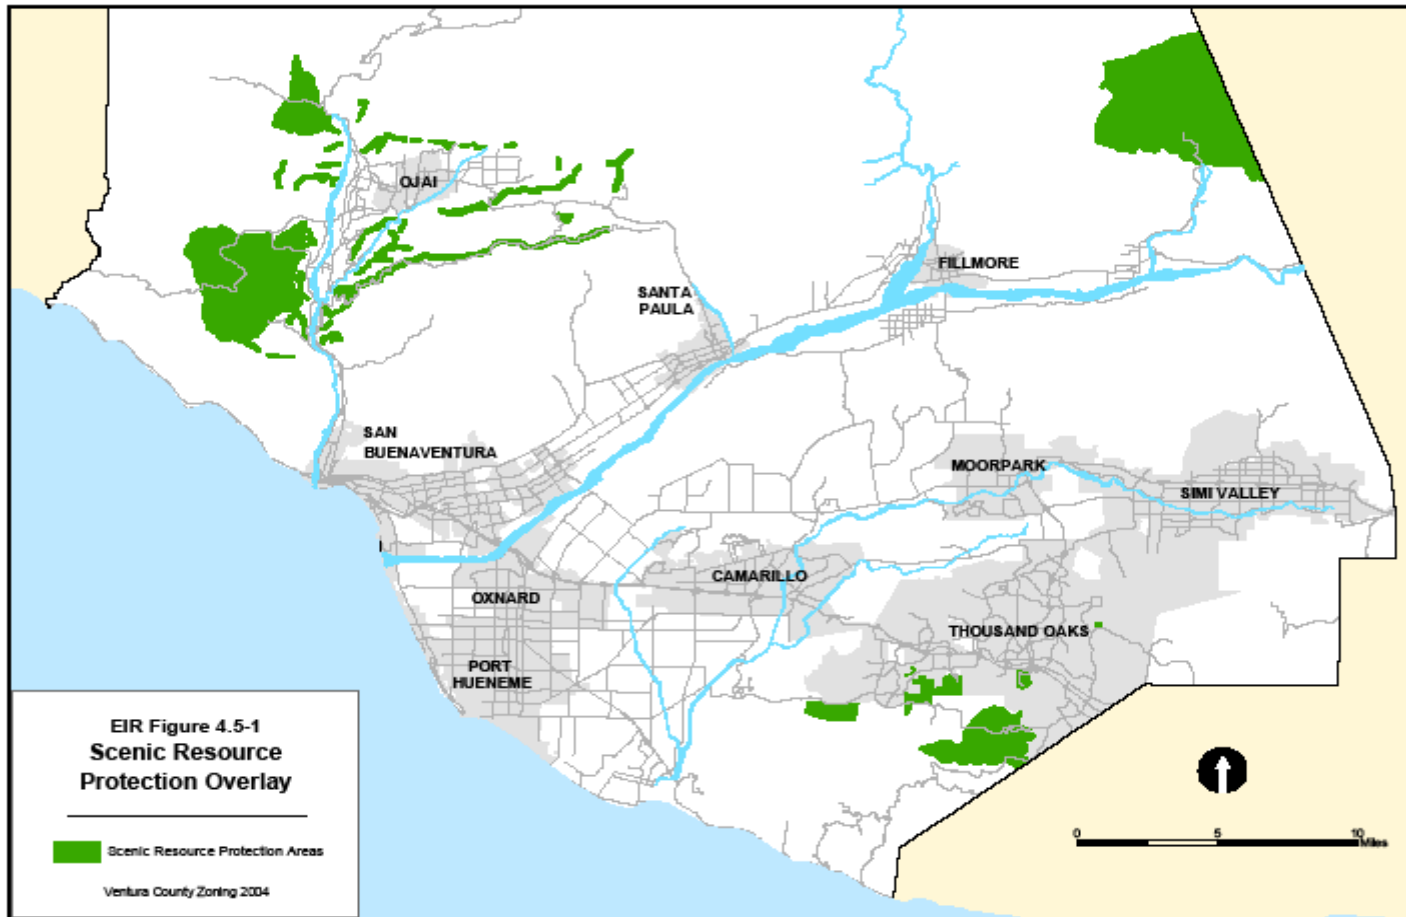 OJAI
FILLMORE
SANTA
PAULA
SAN
BUENAVENTURA
MOORPARK
SIMI VALLEY
CAMARILLO
OXNARD
THOUSAND OAKS
PORT
HUENEME
EIR Figure 4.5-1
Scenic Resource
Protection Overlay
Scenic Resource Protection Areas
Ventura County Zoning 2004
0 5 10
Miles